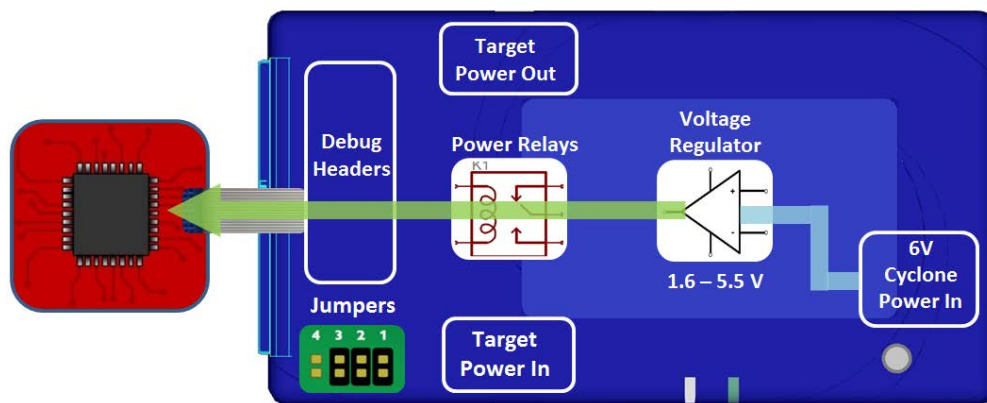 Target
Power Out
Debug
Headers
Power Relays
K1
Voltage
Regulator
+
-
1.6 – 5.5 V
6V
Cyclone
Power In
Jumpers
4 3 2 1
Target
Power In